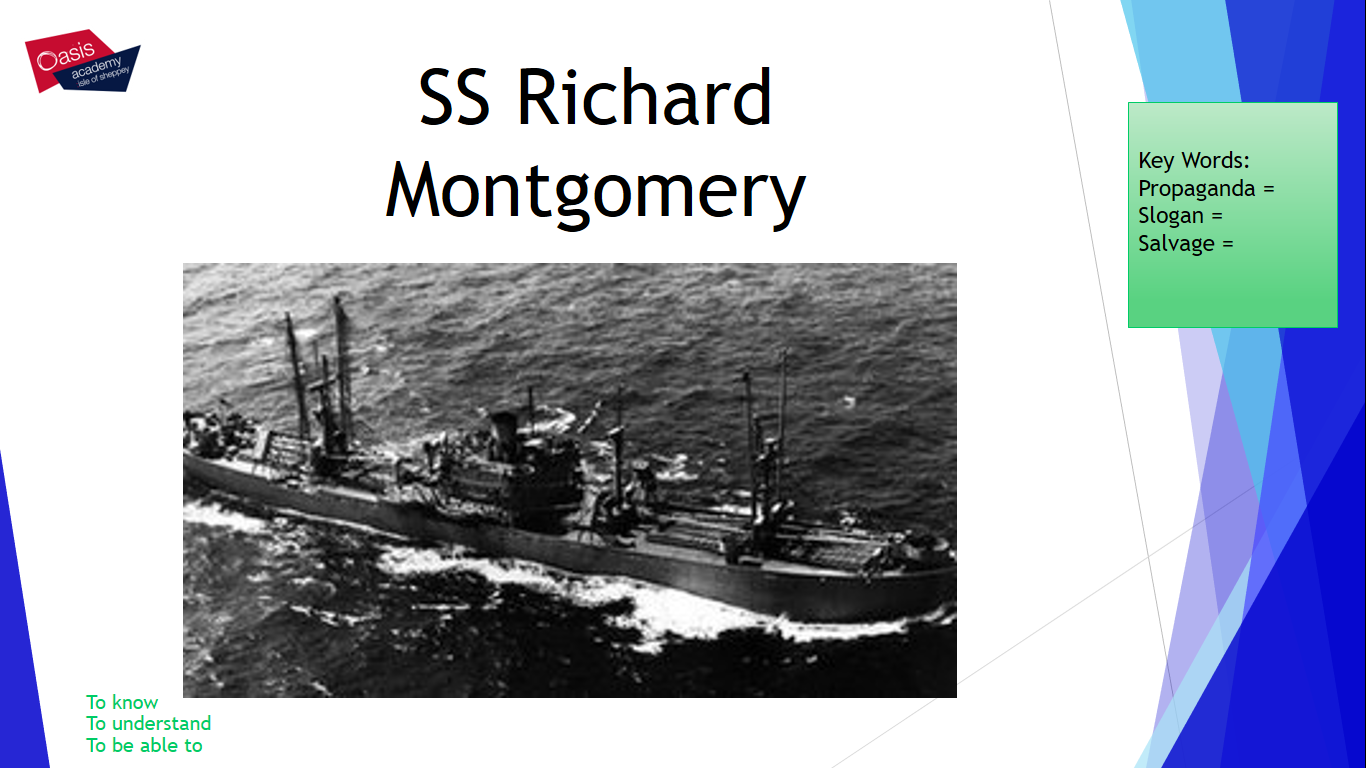 Oasis
academy
isle of sheppey
SS Richard
Montgomery
Key Words:
Propaganda =
Slogan =
Salvage =
To know
To understand
To be able to